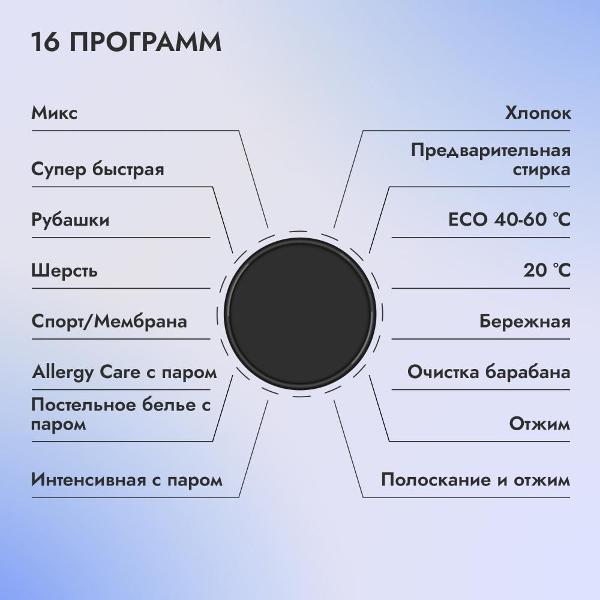 16 ПРОГРАММ
Микс
Супер быстрая
Рубашки
Шерсть
Спорт/Мембрана
Allergy Care с паром
Постельное белье с
паром
Интенсивная с паром
Хлопок
Предварительная
стирка
ECO 40-60 °C
20 °C
Бережная
Очистка барабана
Отжим
Полоскание и отжим